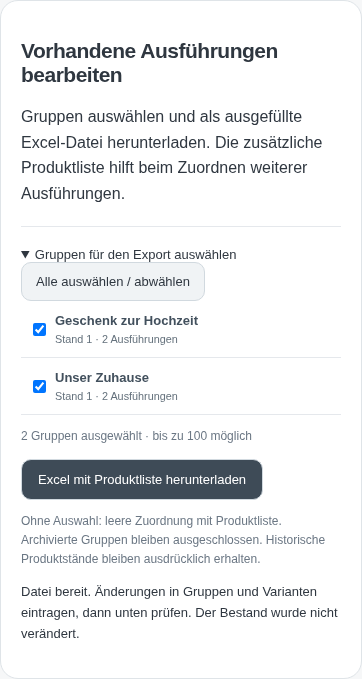 Vorhandene Ausführungen
bearbeiten
Gruppen auswählen und als ausgefüllte
Excel-Datei herunterladen. Die zusätzliche
Produktliste hilft beim Zuordnen weiterer
Ausführungen.
▼ Gruppen für den Export auswählen
Alle auswählen / abwählen
Geschenk zur Hochzeit
Stand 1 · 2 Ausführungen
Unser Zuhause
Stand 1 · 2 Ausführungen
2 Gruppen ausgewählt · bis zu 100 möglich
Excel mit Produktliste herunterladen
Ohne Auswahl: leere Zuordnung mit Produktliste.
Archivierte Gruppen bleiben ausgeschlossen. Historische
Produktstände bleiben ausdrücklich erhalten.
Datei bereit. Änderungen in Gruppen und Varianten
eintragen, dann unten prüfen. Der Bestand wurde nicht
verändert.